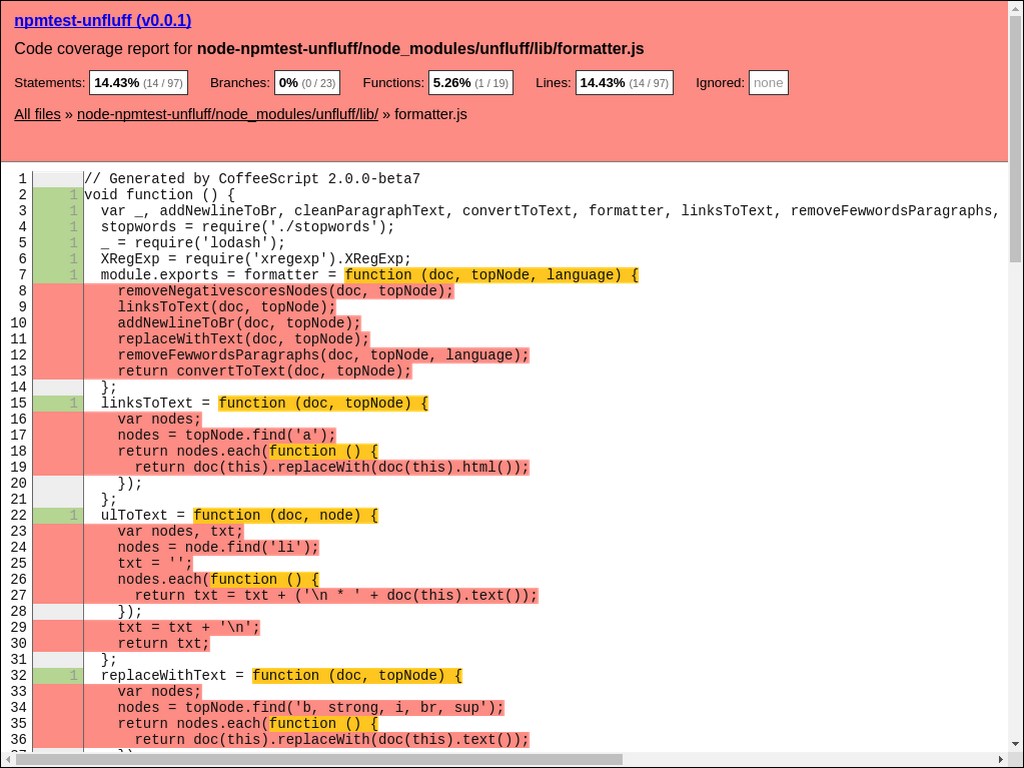 npmtest-unfluff (v0.0.1)
Code coverage report for node-npmtest-unfluff/node_modules/unfluff/lib/formatter.js
Statements: 14.43% (14 / 97) Branches: 0% (0 / 23) Functions: 5.26% (1 / 19) Lines: 14.43% (14 / 97) Ignored: none
All files » node-npmtest-unfluff/node_modules/unfluff/lib/ » formatter.js
1 // Generated by CoffeeScript 2.0.0-beta7
2 1 void function () {
3 1 var _, addNewlineToBr, cleanParagraphText, convertToText, formatter, linksToText, removeFewwordsParagraphs,
4 1 stopwords = require('./stopwords');
5 1 _ = require('lodash');
6 1 XRegExp = require('xregexp').XRegExp;
7 1 module.exports = formatter = function (doc, topNode, language) {
8 removeNegativescoresNodes(doc, topNode);
9 linksToText(doc, topNode);
10 addNewlineToBr(doc, topNode);
11 replaceWithText(doc, topNode);
12 removeFewwordsParagraphs(doc, topNode, language);
13 return convertToText(doc, topNode);
14 };
15 1 linksToText = function (doc, topNode) {
16 var nodes;
17 nodes = topNode.find('a');
18 return nodes.each(function () {
19 return doc(this).replaceWith(doc(this).html());
20 });
21 };
22 1 ulToText = function (doc, node) {
23 var nodes, txt;
24 nodes = node.find('li');
25 txt = '';
26 nodes.each(function () {
27 return txt = txt + ('\n * ' + doc(this).text());
28 });
29 txt = txt + '\n';
30 return txt;
31 };
32 1 replaceWithText = function (doc, topNode) {
33 var nodes;
34 nodes = topNode.find('b, strong, i, br, sup');
35 return nodes.each(function () {
36 return doc(this).replaceWith(doc(this).text());